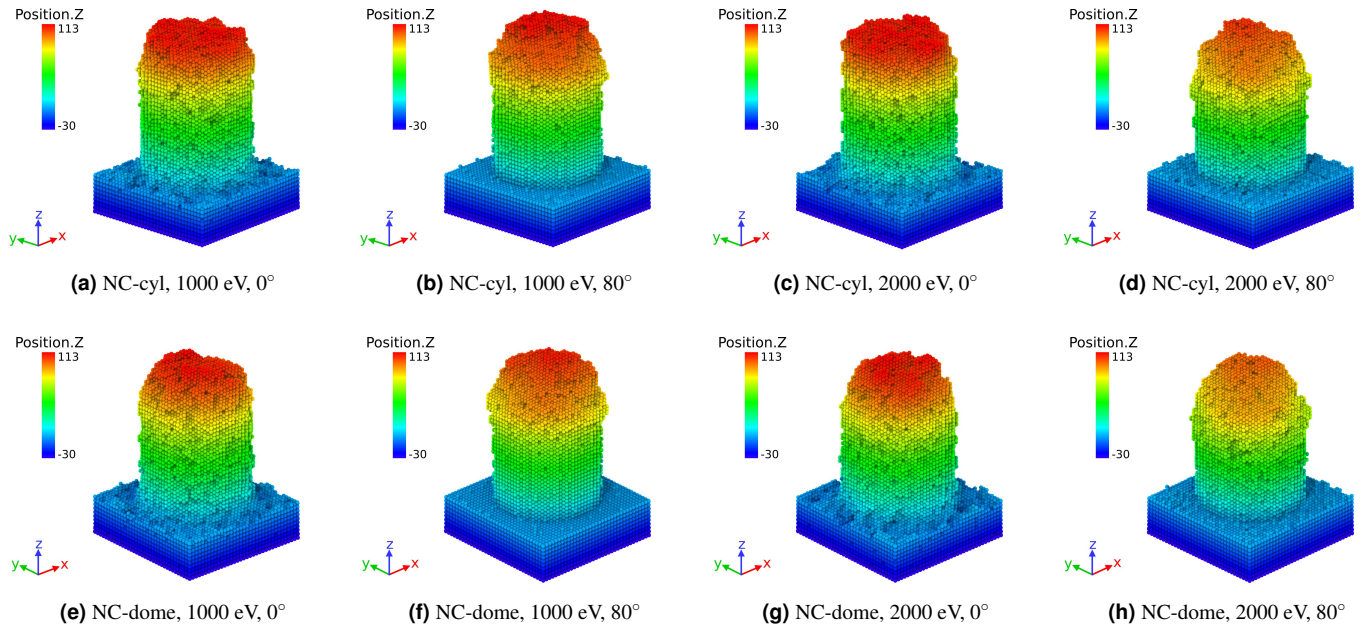 Position.Z
113
-30
z
y
x
(a) NC-cyl, 1000 eV, 0°
Position.Z
113
-30
z
y
x
(b) NC-cyl, 1000 eV, 80°
Position.Z
113
-30
z
y
x
(c) NC-cyl, 2000 eV, 0°
Position.Z
113
-30
z
y
x
(d) NC-cyl, 2000 eV, 80°
Position.Z
113
-30
z
y
x
(e) NC-dome, 1000 eV, 0°
Position.Z
113
-30
z
y
x
(f) NC-dome, 1000 eV, 80°
Position.Z
113
-30
z
y
x
(g) NC-dome, 2000 eV, 0°
Position.Z
113
-30
z
y
x
(h) NC-dome, 2000 eV, 80°